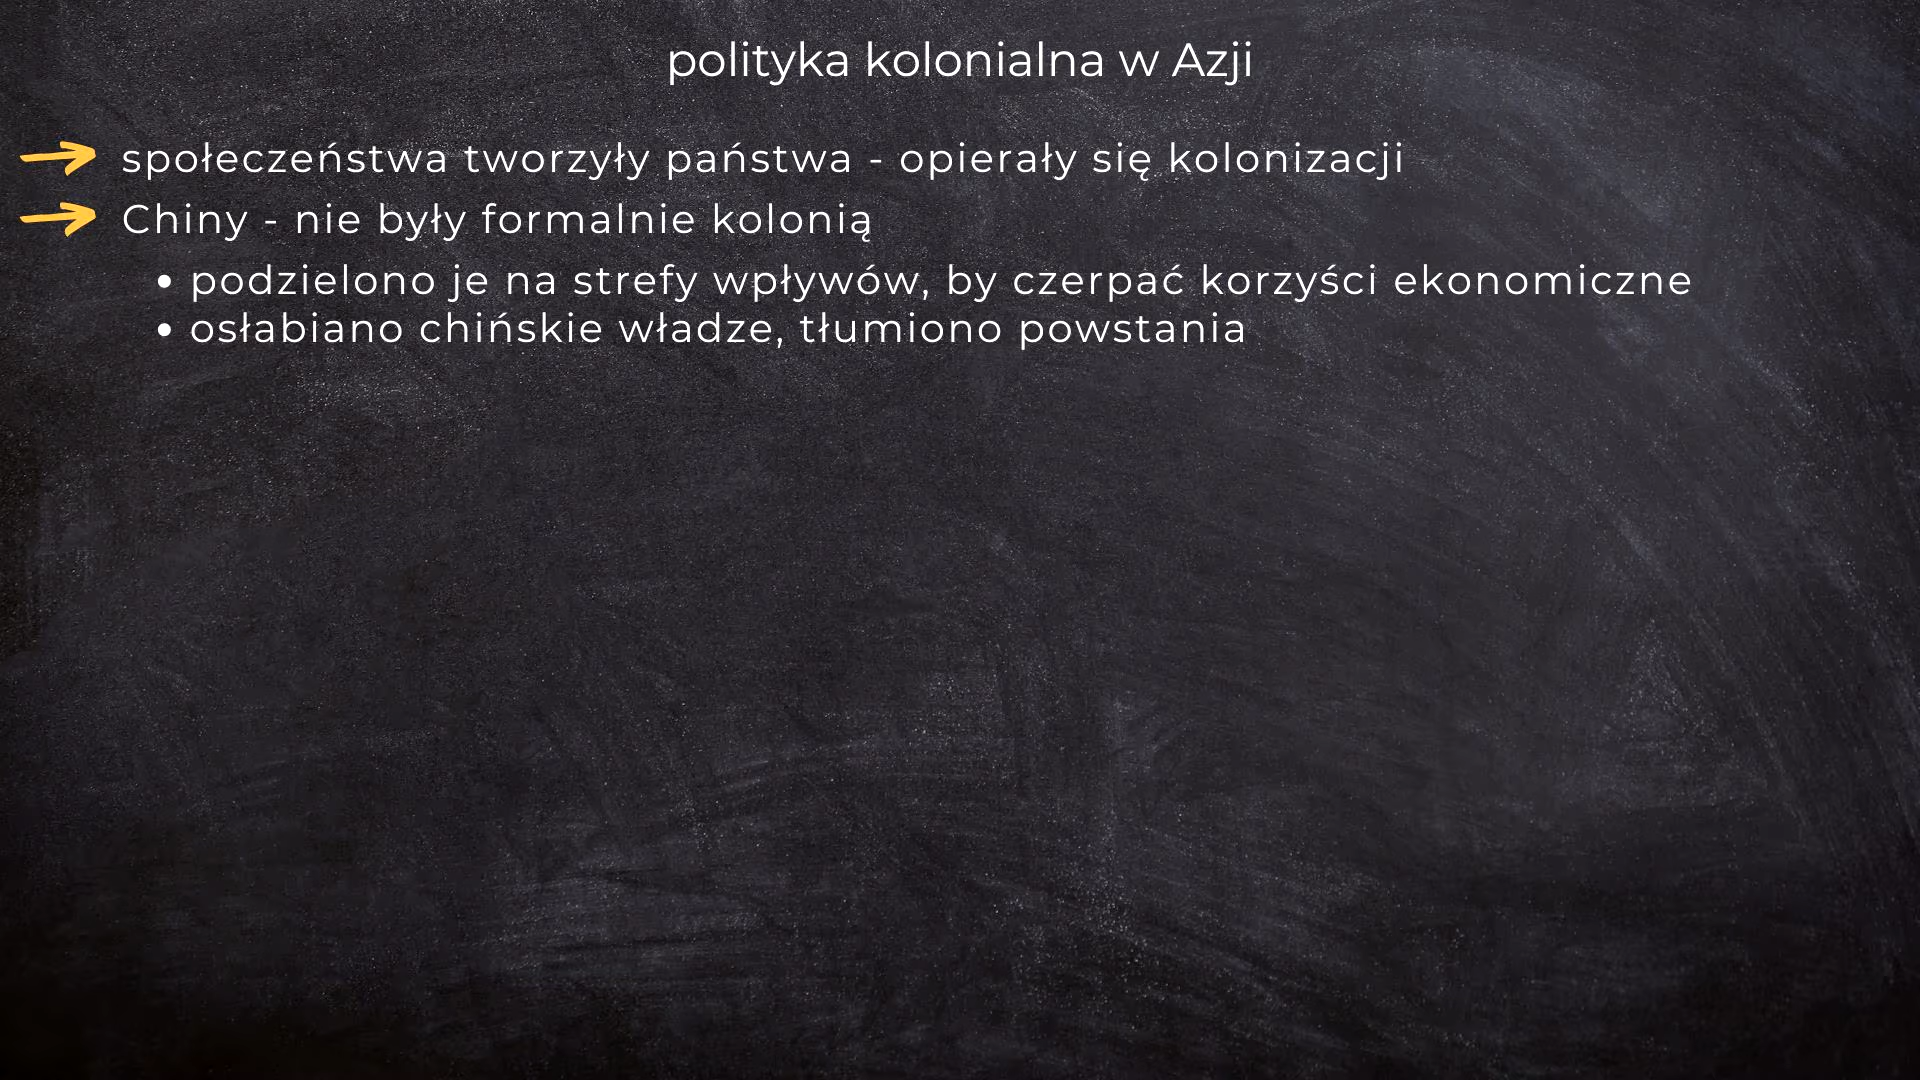 polityka kolonialna w Azji
społeczeństwa tworzyły państwa - opierały się kolonizacji
Chiny - nie były formalnie kolonią
• podzielono je na strefy wpływów, by czerpać korzyści ekonomiczne
• osłabiano chińskie władze, tłumiono powstania